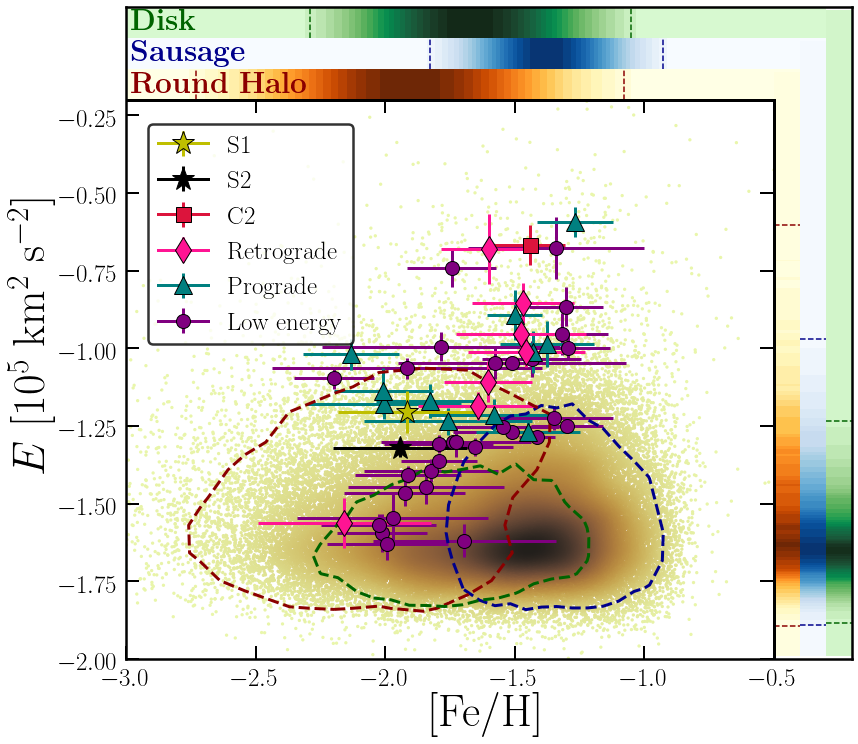 Disk
Sausage
Round Halo
S1
S2
C2
Retrograde
Prograde
Low energy
−0.25
−0.50
−0.75
−1.00
−1.25
−1.50
−1.75
−2.00
E [10⁵ km² s⁻²]
−3.0 −2.5 −2.0 −1.5 −1.0 −0.5
[Fe/H]